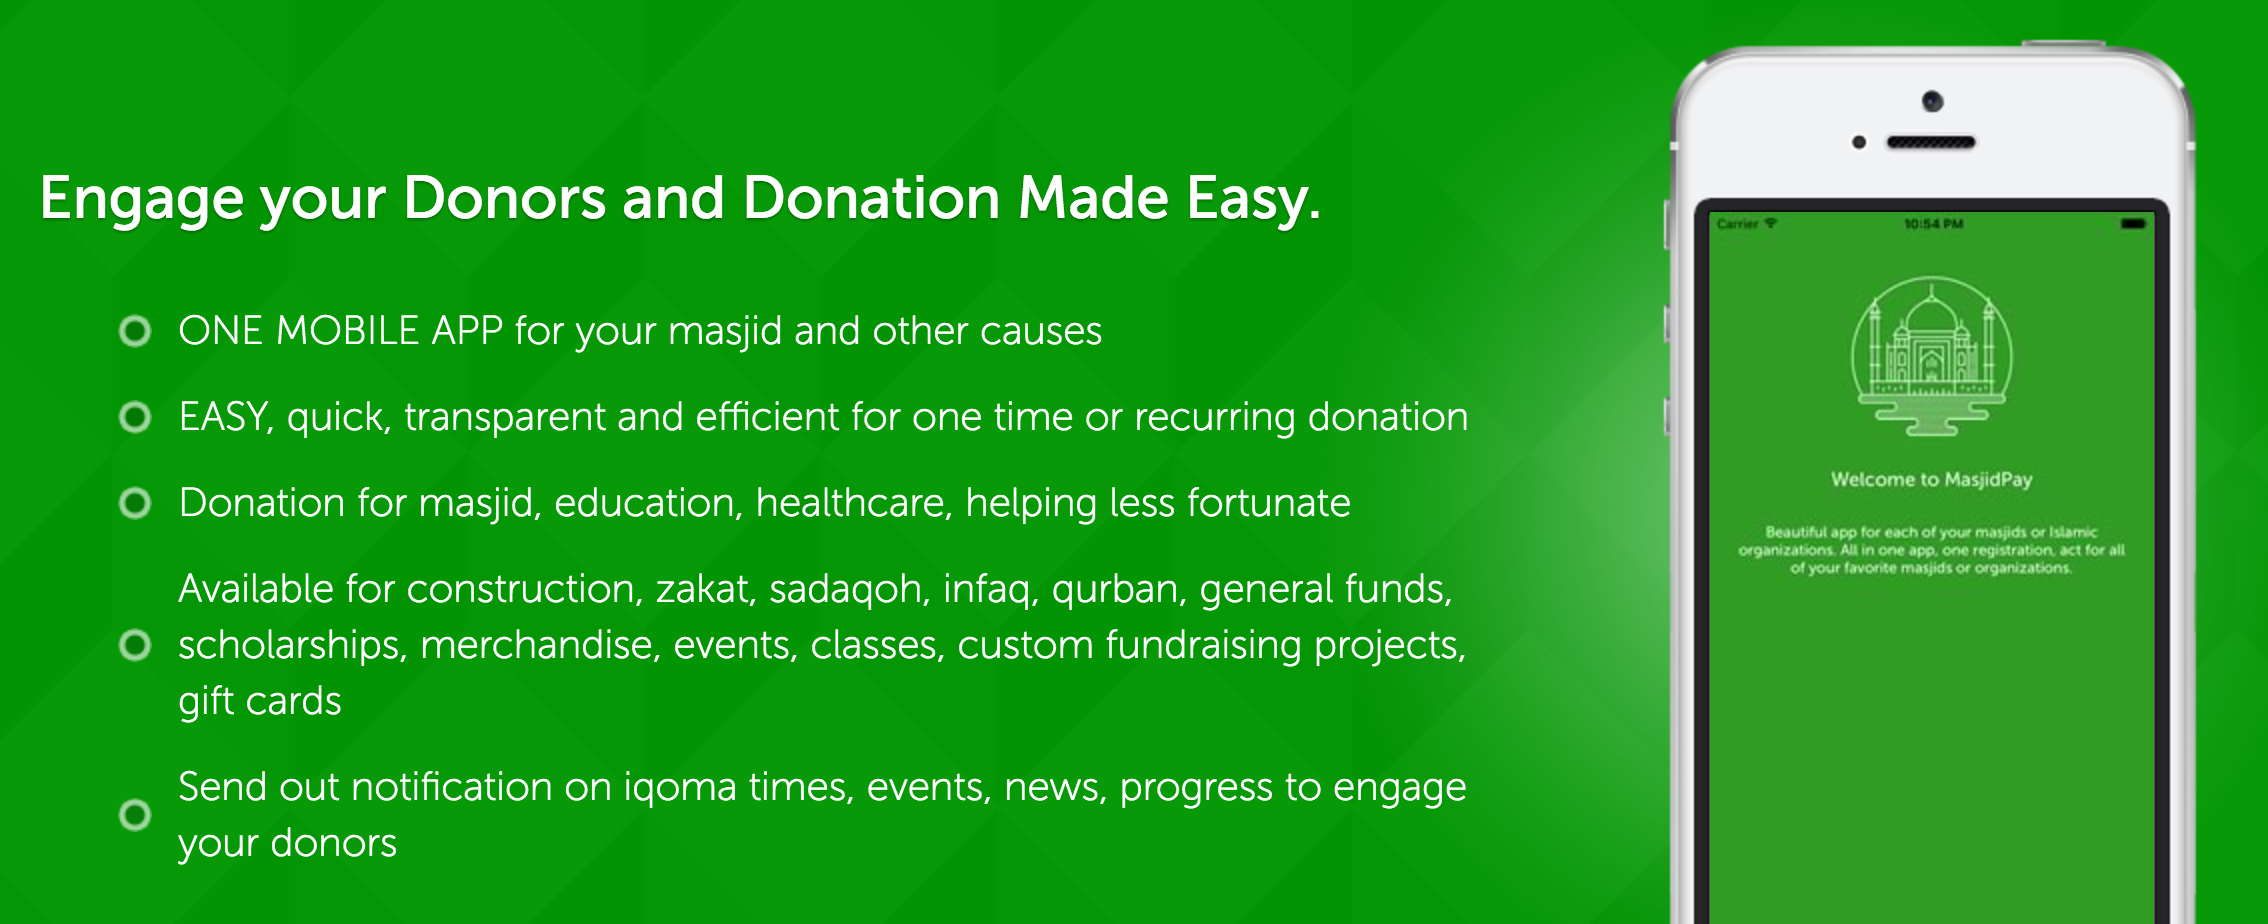 Engage your Donors and Donation Made Easy.
ONE MOBILE APP for your masjid and other causes
EASY, quick, transparent and efficient for one time or recurring donation
Donation for masjid, education, healthcare, helping less fortunate
Available for construction, zakat, sadaqoh, infaq, qurban, general funds,
scholarships, merchandise, events, classes, custom fundraising projects,
gift cards
Send out notification on iqoma times, events, news, progress to engage
your donors
Carrier 10:54 PM
Welcome to MasjidPay
Beautiful app for each of your masjids or Islamic
organizations. All in one app, one registration, act for all
of your favorite masjids or organizations.